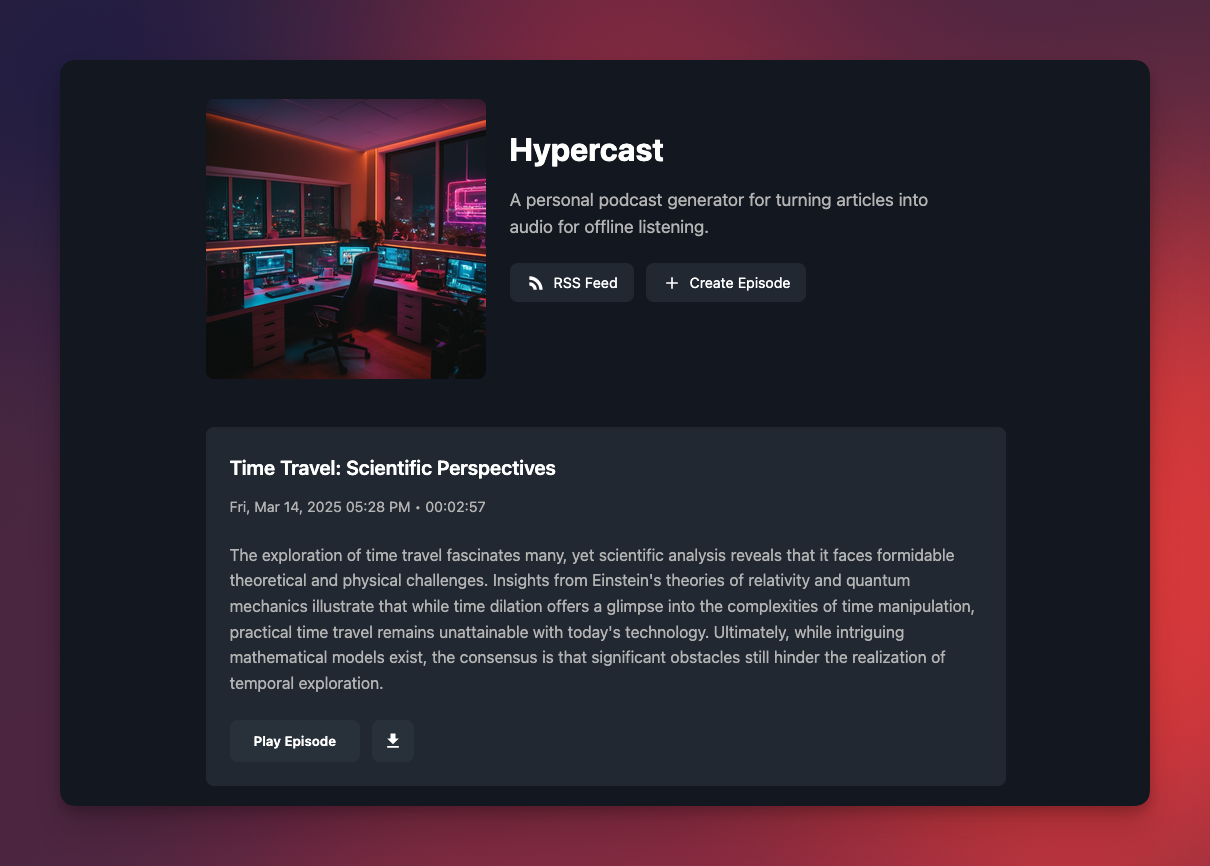 Hypercast
A personal podcast generator for turning articles into
audio for offline listening.
RSS Feed
Create Episode
Time Travel: Scientific Perspectives
Fri, Mar 14, 2025 05:28 PM • 00:02:57
The exploration of time travel fascinates many, yet scientific analysis reveals that it faces formidable
theoretical and physical challenges. Insights from Einstein's theories of relativity and quantum
mechanics illustrate that while time dilation offers a glimpse into the complexities of time manipulation,
practical time travel remains unattainable with today's technology. Ultimately, while intriguing
mathematical models exist, the consensus is that significant obstacles still hinder the realization of
temporal exploration.
Play Episode